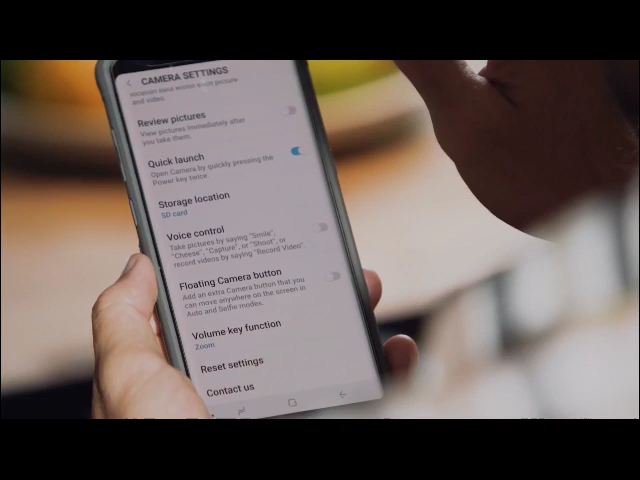 CAMERA SETTINGS
and video.
Review pictures
View pictures immediately after
you take them.
Quick launch
Open Camera by quickly pressing the
Power key twice.
Storage location
SD card
Voice control
Take pictures by saying "Smile",
"Cheese", "Capture", or "Shoot", or
record videos by saying "Record Video".
Floating Camera button
Add an extra Camera button that you
can move anywhere on the screen in
Auto and Selfie modes.
Volume key function
Zoom
Reset settings
Contact us